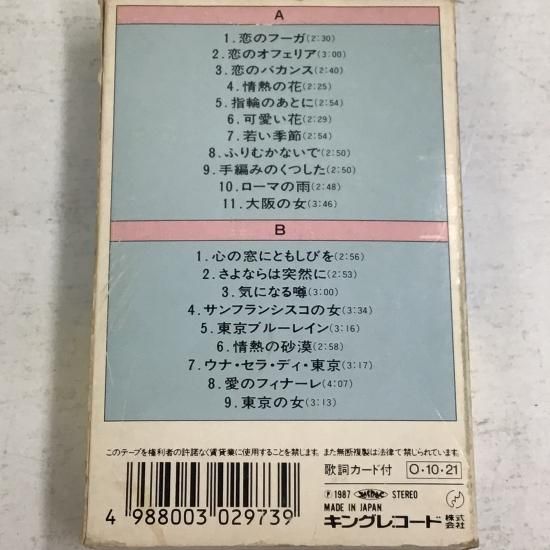 A
1.恋のフーガ(2:30)
2.恋のオフェリア(3:00)
3.恋のバカンス(2:40)
4.情熱の花(2:25)
5.指輪のあとに(2:54)
6.可愛い花(2:29)
7.若い季節(2:54)
8.ふりむかないで(2:50)
9.手編みのくつした(2:50)
10.ローマの雨(2:48)
11.大阪の女(3:46)
B
1.心の窓にともしびを(2:56)
2.さよならは突然に(2:53)
3.気になる噂(3:00)
4.サンフランシスコの女(3:34)
5.東京ブルーレイン(3:16)
6.情熱の砂漠(2:58)
7.ウナ・セラ・ディ・東京(3:17)
8.愛のフィナーレ(4:07)
9.東京の女(3:13)
このテープを権利者の許諾なく賃貸業に使用することを禁じます。また無断複製は法律で禁じられています。
歌詞カード付 O・10・21
Ⓟ1987 STEREO
MADE IN JAPAN
キングレコード 株式会社
4 988003 029739